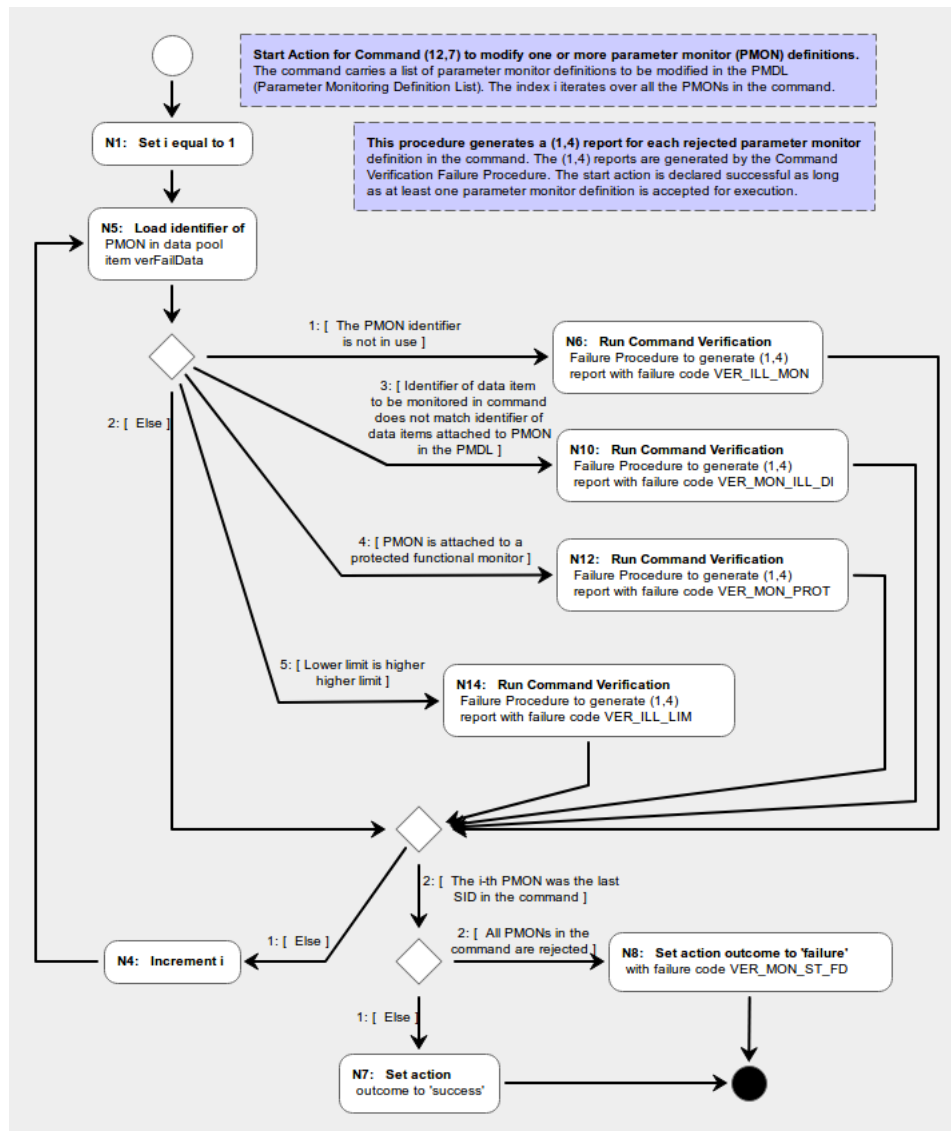 Start Action for Command (12,7) to modify one or more parameter monitor (PMON) definitions.
The command carries a list of parameter monitor definitions to be modified in the PMDL
(Parameter Monitoring Definition List). The index i iterates over all the PMONs in the command.
N1: Set i equal to 1
This procedure generates a (1,4) report for each rejected parameter monitor
definition in the command. The (1,4) reports are generated by the Command
Verification Failure Procedure. The start action is declared successful as long
as at least one parameter monitor definition is accepted for execution.
N5: Load identifier of
PMON in data pool
item verFailData
1: [ The PMON identifier
is not in use ]
N6: Run Command Verification
Failure Procedure to generate (1,4)
report with failure code VER_ILL_MON
2: [ Else ]
3: [ Identifier of data item
to be monitored in command
does not match identifier of
data items attached to PMON
in the PMDL ]
N10: Run Command Verification
Failure Procedure to generate (1,4)
report with failure code VER_MON_ILL_DI
4: [ PMON is attached to a
protected functional monitor ]
N12: Run Command Verification
Failure Procedure to generate (1,4)
report with failure code VER_MON_PROT
5: [ Lower limit is higher
higher limit ]
N14: Run Command Verification
Failure Procedure to generate (1,4)
report with failure code VER_ILL_LIM
2: [ The i-th PMON was the last
SID in the command ]
1: [ Else ]
N4: Increment i
2: [ All PMONs in the
command are rejected ]
N8: Set action outcome to 'failure'
with failure code VER_MON_ST_FD
1: [ Else ]
N7: Set action
outcome to 'success'